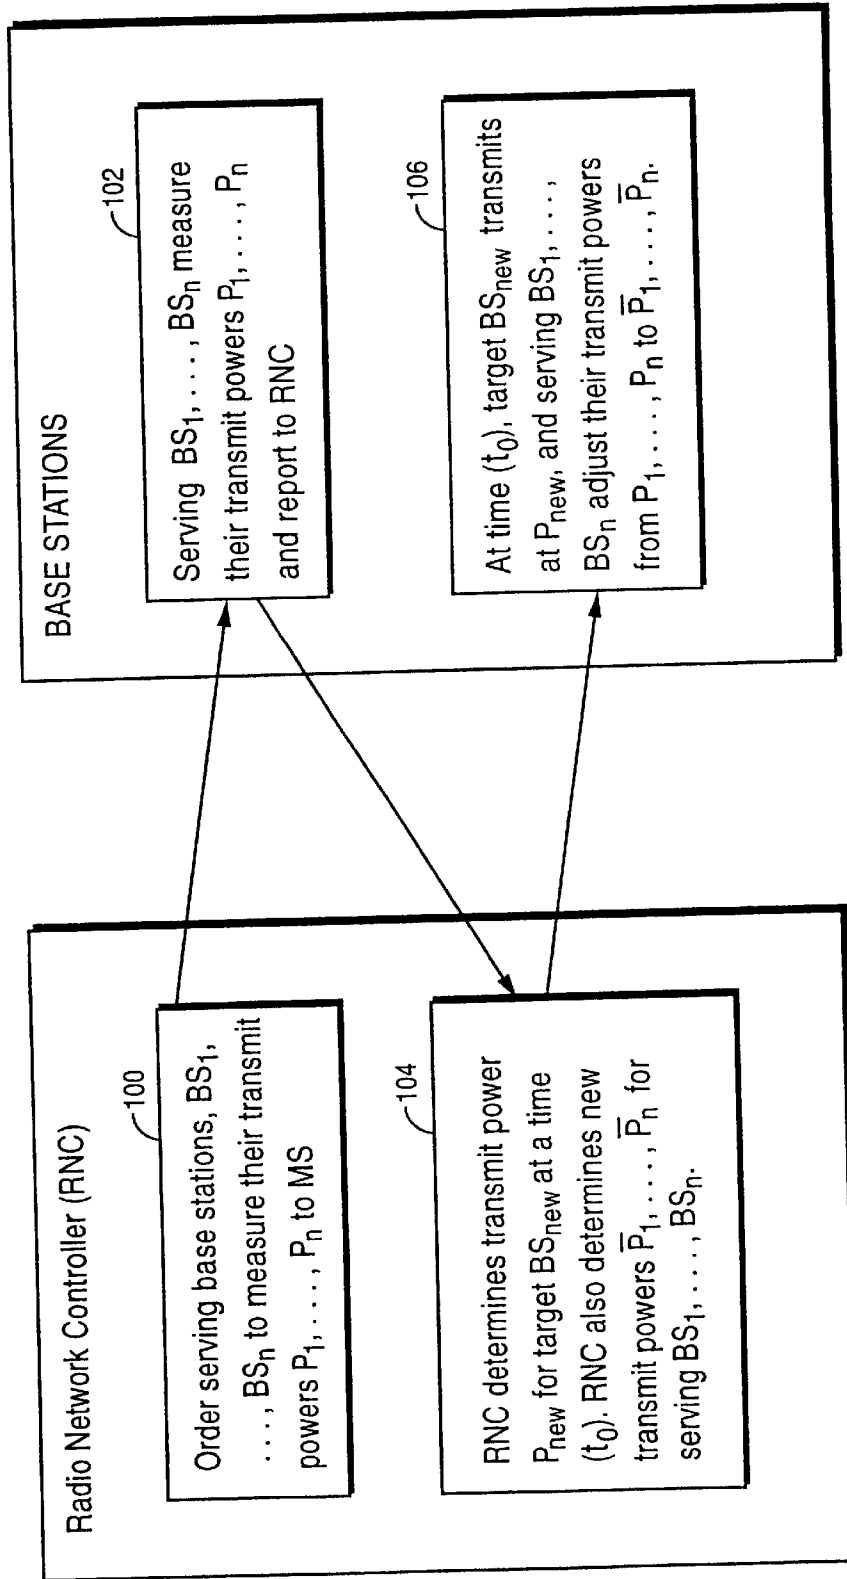 Radio Network Controller (RNC)
100
Order serving base stations, BS₁,
. . . ., BSₙ to measure their transmit
powers P₁, . . . ., Pₙ to MS
104
RNC determines transmit power
Pₙₑw for target BSₙₑw at a time
(t₀). RNC also determines new
transmit powers P̅₁, . . . ., P̅ₙ for
serving BS₁, . . . ., BSₙ.
BASE STATIONS
102
Serving BS₁, . . . ., BSₙ measure
their transmit powers P₁, . . . ., Pₙ
and report to RNC
106
At time (t₀), target BSₙₑw transmits
at Pₙₑw, and serving BS₁, . . . .,
BSₙ adjust their transmit powers
from P₁, . . . ., Pₙ to P̅₁, . . . ., P̅ₙ.